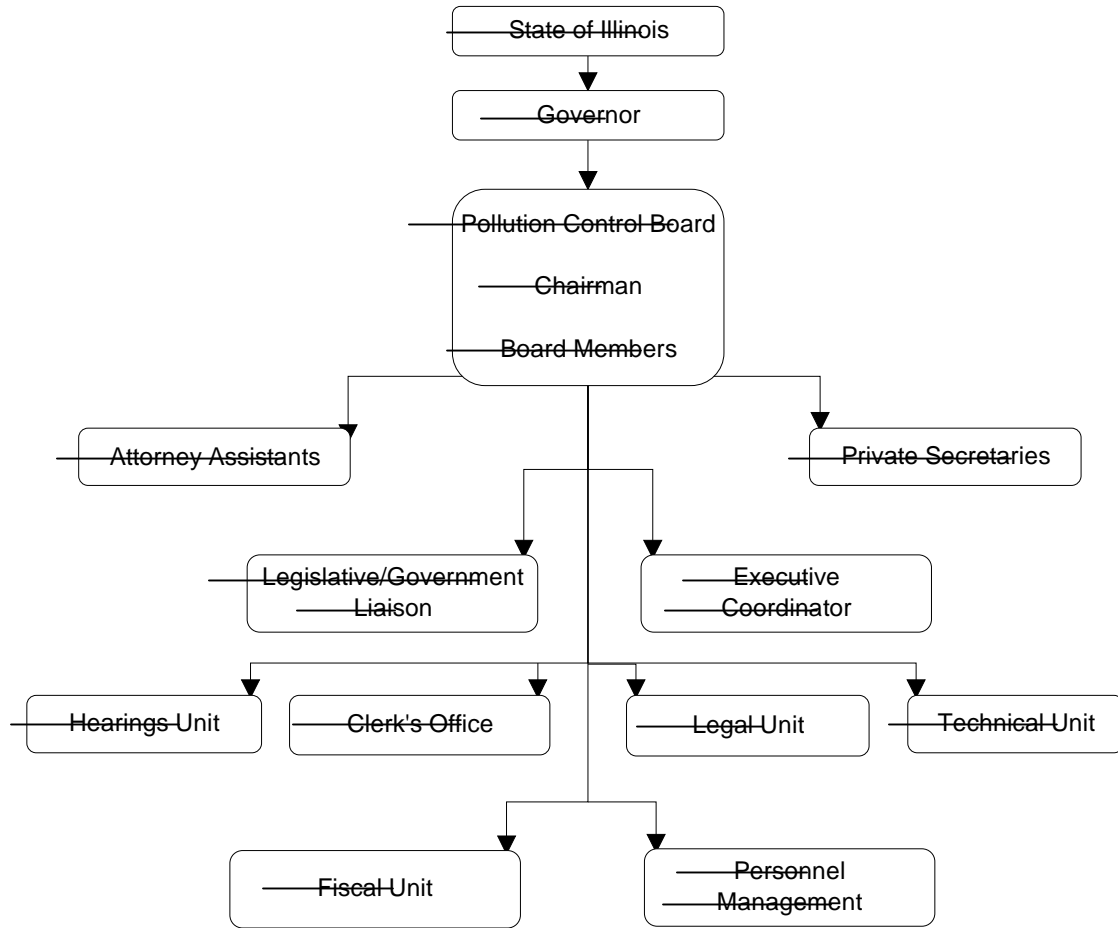 State of Illinois
Governor
Pollution Control Board
Chairman
Board Members
Attorney Assistants
Private Secretaries
Legislative/Government
Liaison
Executive
Coordinator
Hearings Unit
Clerk's Office
Legal Unit
Technical Unit
Fiscal Unit
Personnel
Management